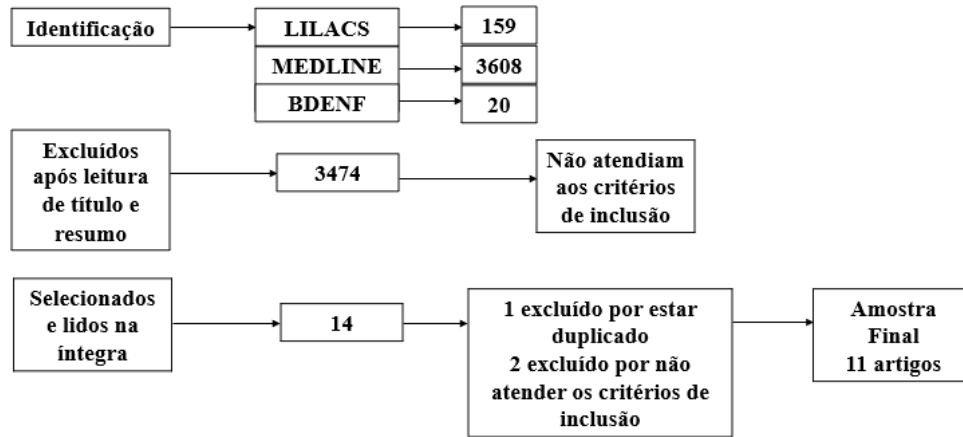 Identificação
LILACS
159
MEDLINE
3608
BDENF
20
Excluídos
após leitura
de título e
resumo
3474
Não atendiam
aos critérios
de inclusão
Selecionados
e lidos na
íntegra
14
1 excluído por estar
duplicado
2 excluído por não
atender os critérios de
inclusão
Amostra
Final
11 artigos